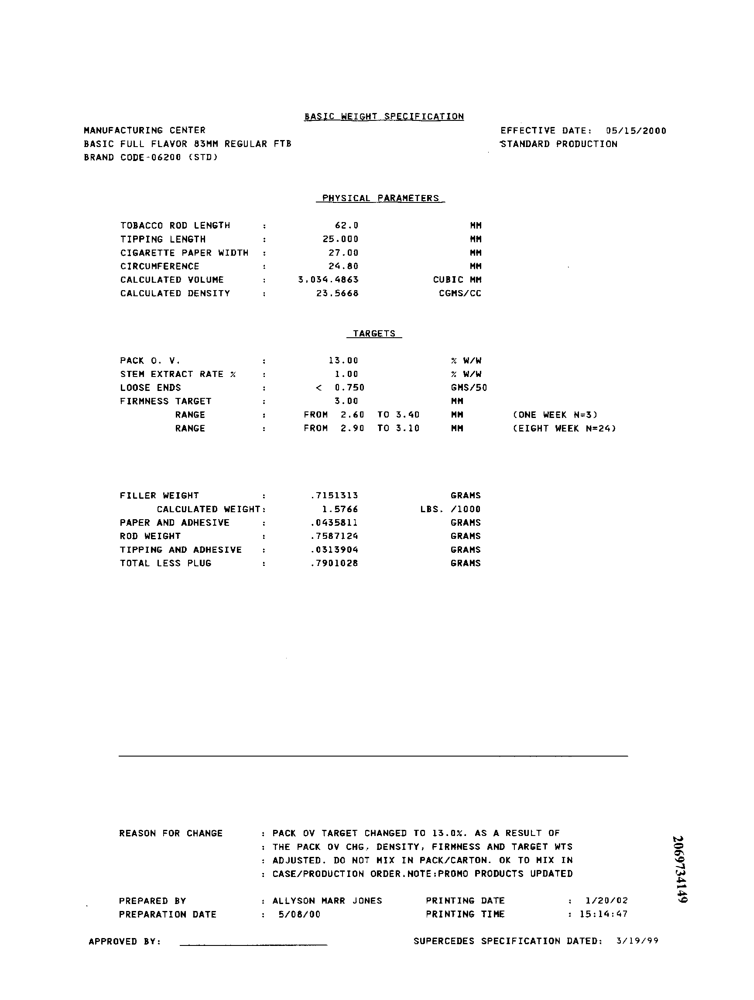 BASIC WEIGHT SPECIFICATION
MANUFACTURING CENTER EFFECTIVE DATE: 05/15/2000
BASIC FULL FLAVOR 83MM REGULAR FTB STANDARD PRODUCTION
BRAND CODE-06200 (STD)
PHYSICAL PARAMETERS
TOBACCO ROD LENGTH : 62.0 MM
TIPPING LENGTH : 25.000 MM
CIGARETTE PAPER WIDTH : 27.00 MM
CIRCUMFERENCE : 24.80 MM
CALCULATED VOLUME : 3,034.4863 CUBIC MM
CALCULATED DENSITY : 23.5668 CGMS/CC
TARGETS
PACK O. V. : 13.00 % W/W
STEM EXTRACT RATE % : 1.00 % W/W
LOOSE ENDS : < 0.750 GMS/50
FIRMNESS TARGET : 3.00 MM
RANGE : FROM 2.60 TO 3.40 MM (ONE WEEK N=3)
RANGE : FROM 2.90 TO 3.10 MM (EIGHT WEEK N=24)
FILLER WEIGHT : .7151313 GRAMS
CALCULATED WEIGHT: 1.5766 LBS. /1000
PAPER AND ADHESIVE : .0435811 GRAMS
ROD WEIGHT : .7587124 GRAMS
TIPPING AND ADHESIVE : .0313904 GRAMS
TOTAL LESS PLUG : .7901028 GRAMS
REASON FOR CHANGE : PACK OV TARGET CHANGED TO 13.0%. AS A RESULT OF
: THE PACK OV CHG, DENSITY, FIRMNESS AND TARGET WTS
: ADJUSTED. DO NOT MIX IN PACK/CARTON. OK TO MIX IN
: CASE/PRODUCTION ORDER.NOTE:PROMO PRODUCTS UPDATED
PREPARED BY : ALLYSON MARR JONES PRINTING DATE : 1/20/02
PREPARATION DATE : 5/08/00 PRINTING TIME : 15:14:47
APPROVED BY: SUPERCEDES SPECIFICATION DATED: 3/19/99
2069734149